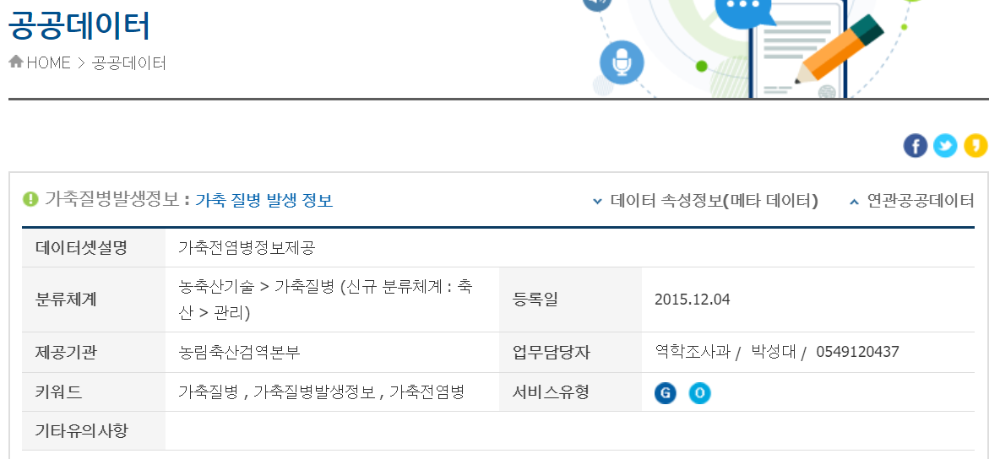 공공데이터
HOME > 공공데이터
가축질병발생정보 : 가축 질병 발생 정보
데이터 속성정보(메타 데이터)
연관공공데이터
데이터셋설명 가축전염병정보제공
분류체계 농축산기술 > 가축질병 (신규 분류체계 : 축
산 > 관리)
등록일 2015.12.04
제공기관 농림축산검역본부 업무담당자 역학조사과 / 박성대 / 0549120437
키워드 가축질병 , 가축질병발생정보 , 가축전염병 서비스유형 G O
기타유의사항